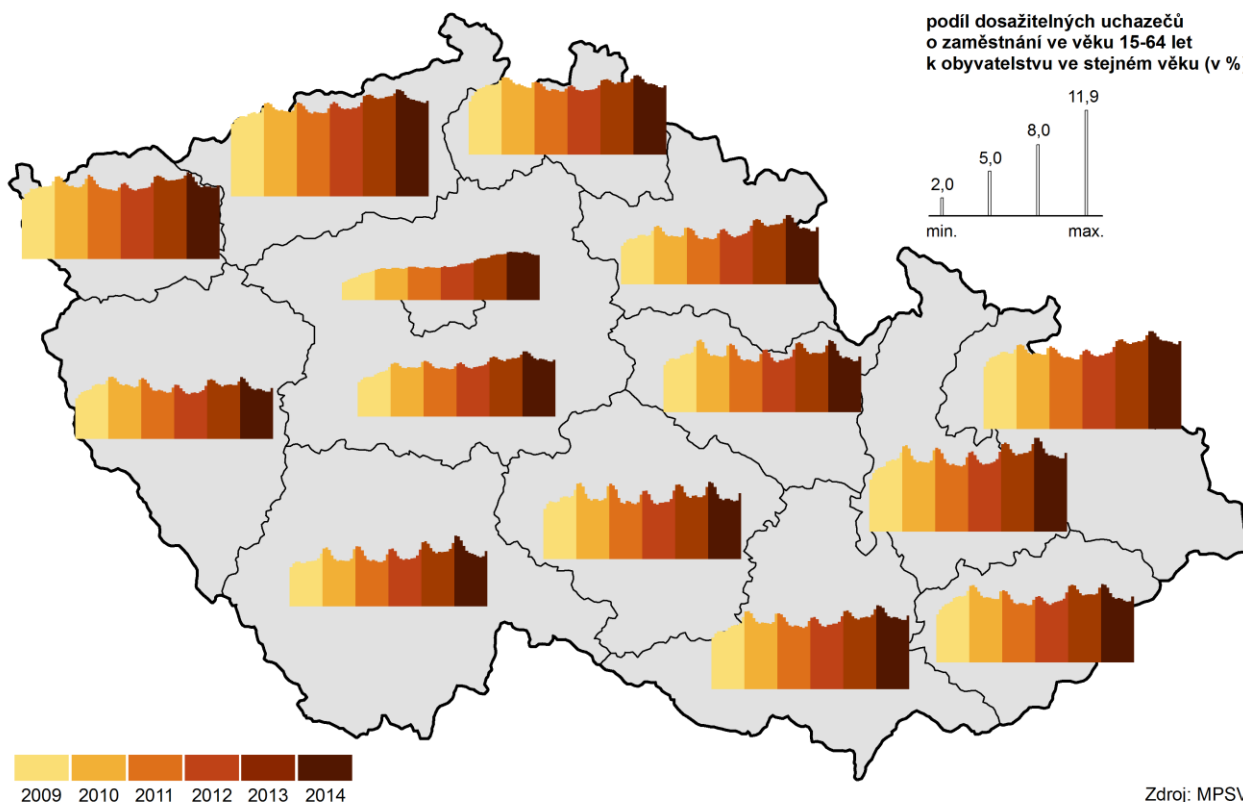 podíl dosažitelných uchazečů
o zaměstnání ve věku 15-64 let
k obyvatelstvu ve stejném věku (v %)
11,9
8,0
5,0
2,0
min.
max.
2009 2010 2011 2012 2013 2014
Zdroj: MPSV